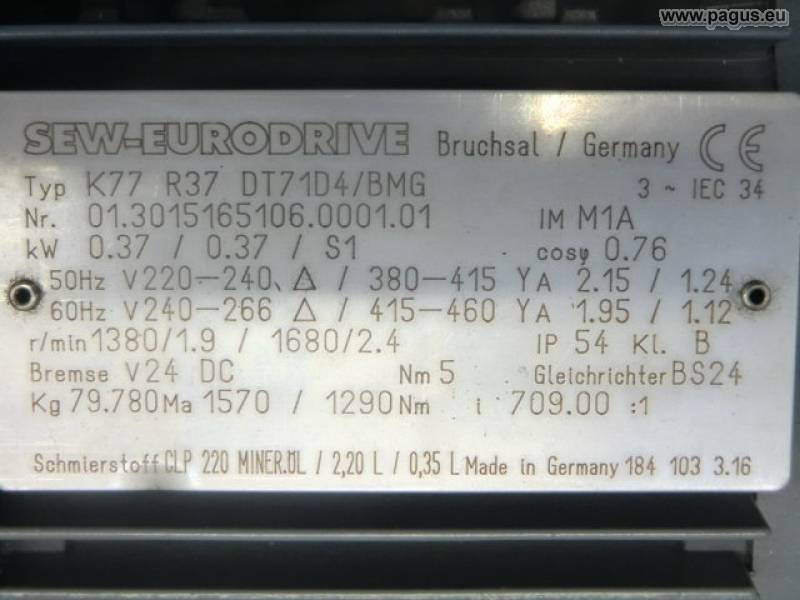 www.pagus.eu
SEW-EURODRIVE Bruchsal / Germany CE
Typ K77 R37 DT71D4/BMG 3 ~ IEC 34
Nr. 01.3015165106.0001.01 IM M1A
kW 0.37 / 0.37 / S1 cosφ 0.76
50Hz V220-240 Δ / 380-415 Y A 2.15 / 1.24
60Hz V240-266 Δ / 415-460 Y A 1.95 / 1.12
r/min 1380/1.9 / 1680/2.4 IP 54 Kl. B
Bremse V24 DC Nm 5 Gleichrichter BS24
Kg 79.780 Ma 1570 / 1290 Nm i 709.00 :1
Schmierstoff CLP 220 MINER.ÖL / 2,20 L / 0,35 L Made in Germany 184 103 3.16